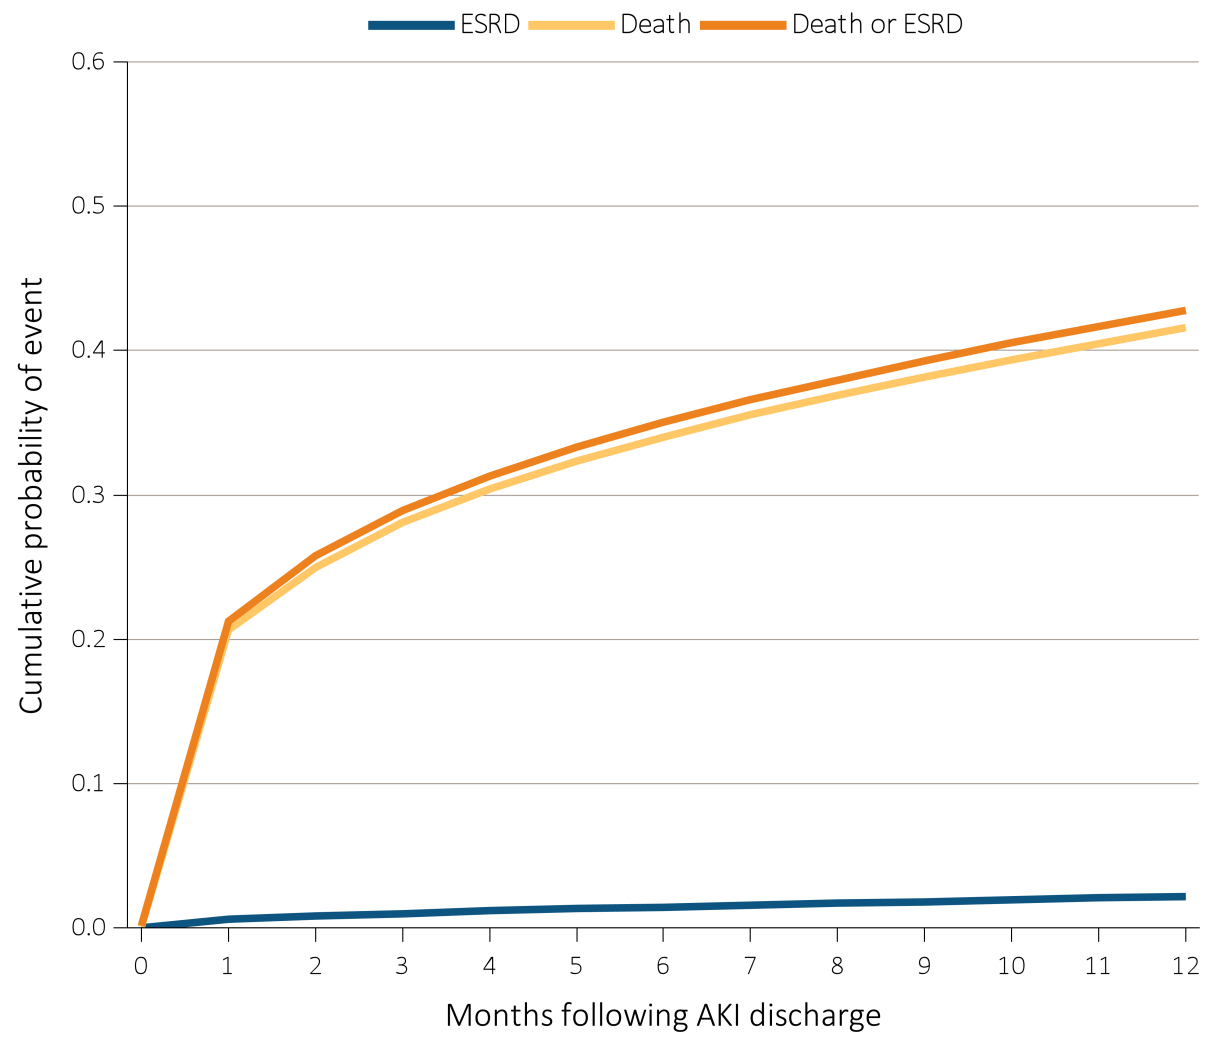 ESRD Death Death or ESRD
0.6
0.5
0.4
0.3
0.2
0.1
0.0
Cumulative probability of event
0 1 2 3 4 5 6 7 8 9 10 11 12
Months following AKI discharge